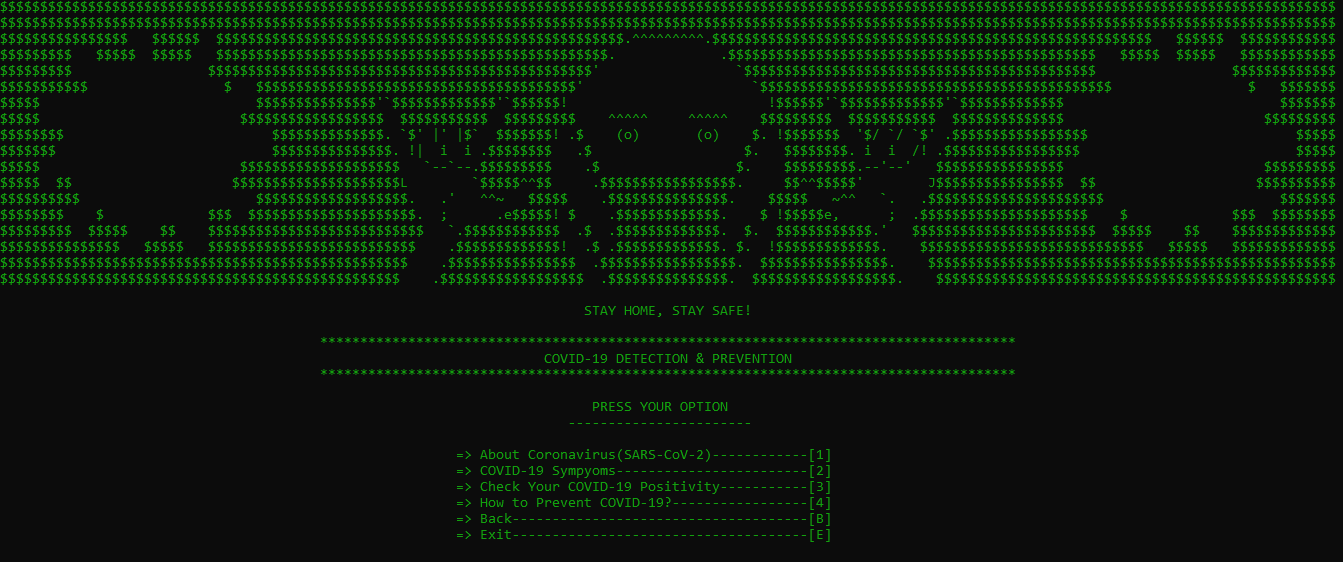 STAY HOME, STAY SAFE!
***************************************************************************************
COVID-19 DETECTION & PREVENTION
***************************************************************************************
PRESS YOUR OPTION
-----------------------
=> About Coronavirus(SARS-CoV-2)------------[1]
=> COVID-19 Sympyoms------------------------[2]
=> Check Your COVID-19 Positivity-----------[3]
=> How to Prevent COVID-19?-----------------[4]
=> Back-------------------------------------[B]
=> Exit-------------------------------------[E]